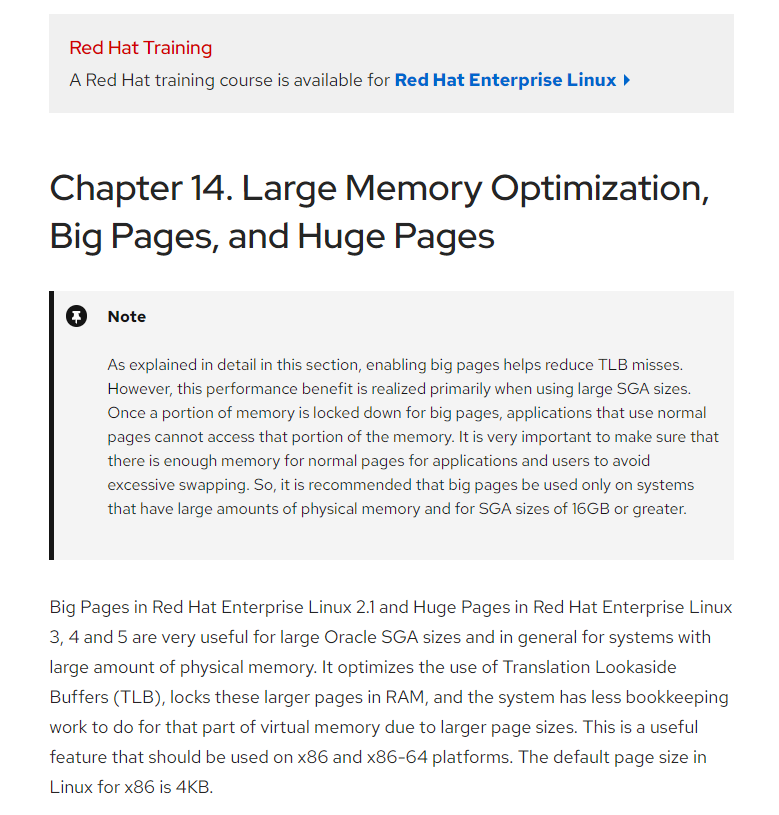 Red Hat Training
A Red Hat training course is available for Red Hat Enterprise Linux
Chapter 14. Large Memory Optimization,
Big Pages, and Huge Pages
Note
As explained in detail in this section, enabling big pages helps reduce TLB misses.
However, this performance benefit is realized primarily when using large SGA sizes.
Once a portion of memory is locked down for big pages, applications that use normal
pages cannot access that portion of the memory. It is very important to make sure that
there is enough memory for normal pages for applications and users to avoid
excessive swapping. So, it is recommended that big pages be used only on systems
that have large amounts of physical memory and for SGA sizes of 16GB or greater.
Big Pages in Red Hat Enterprise Linux 2.1 and Huge Pages in Red Hat Enterprise Linux
3, 4 and 5 are very useful for large Oracle SGA sizes and in general for systems with
large amount of physical memory. It optimizes the use of Translation Lookaside
Buffers (TLB), locks these larger pages in RAM, and the system has less bookkeeping
work to do for that part of virtual memory due to larger page sizes. This is a useful
feature that should be used on x86 and x86-64 platforms. The default page size in
Linux for x86 is 4KB.